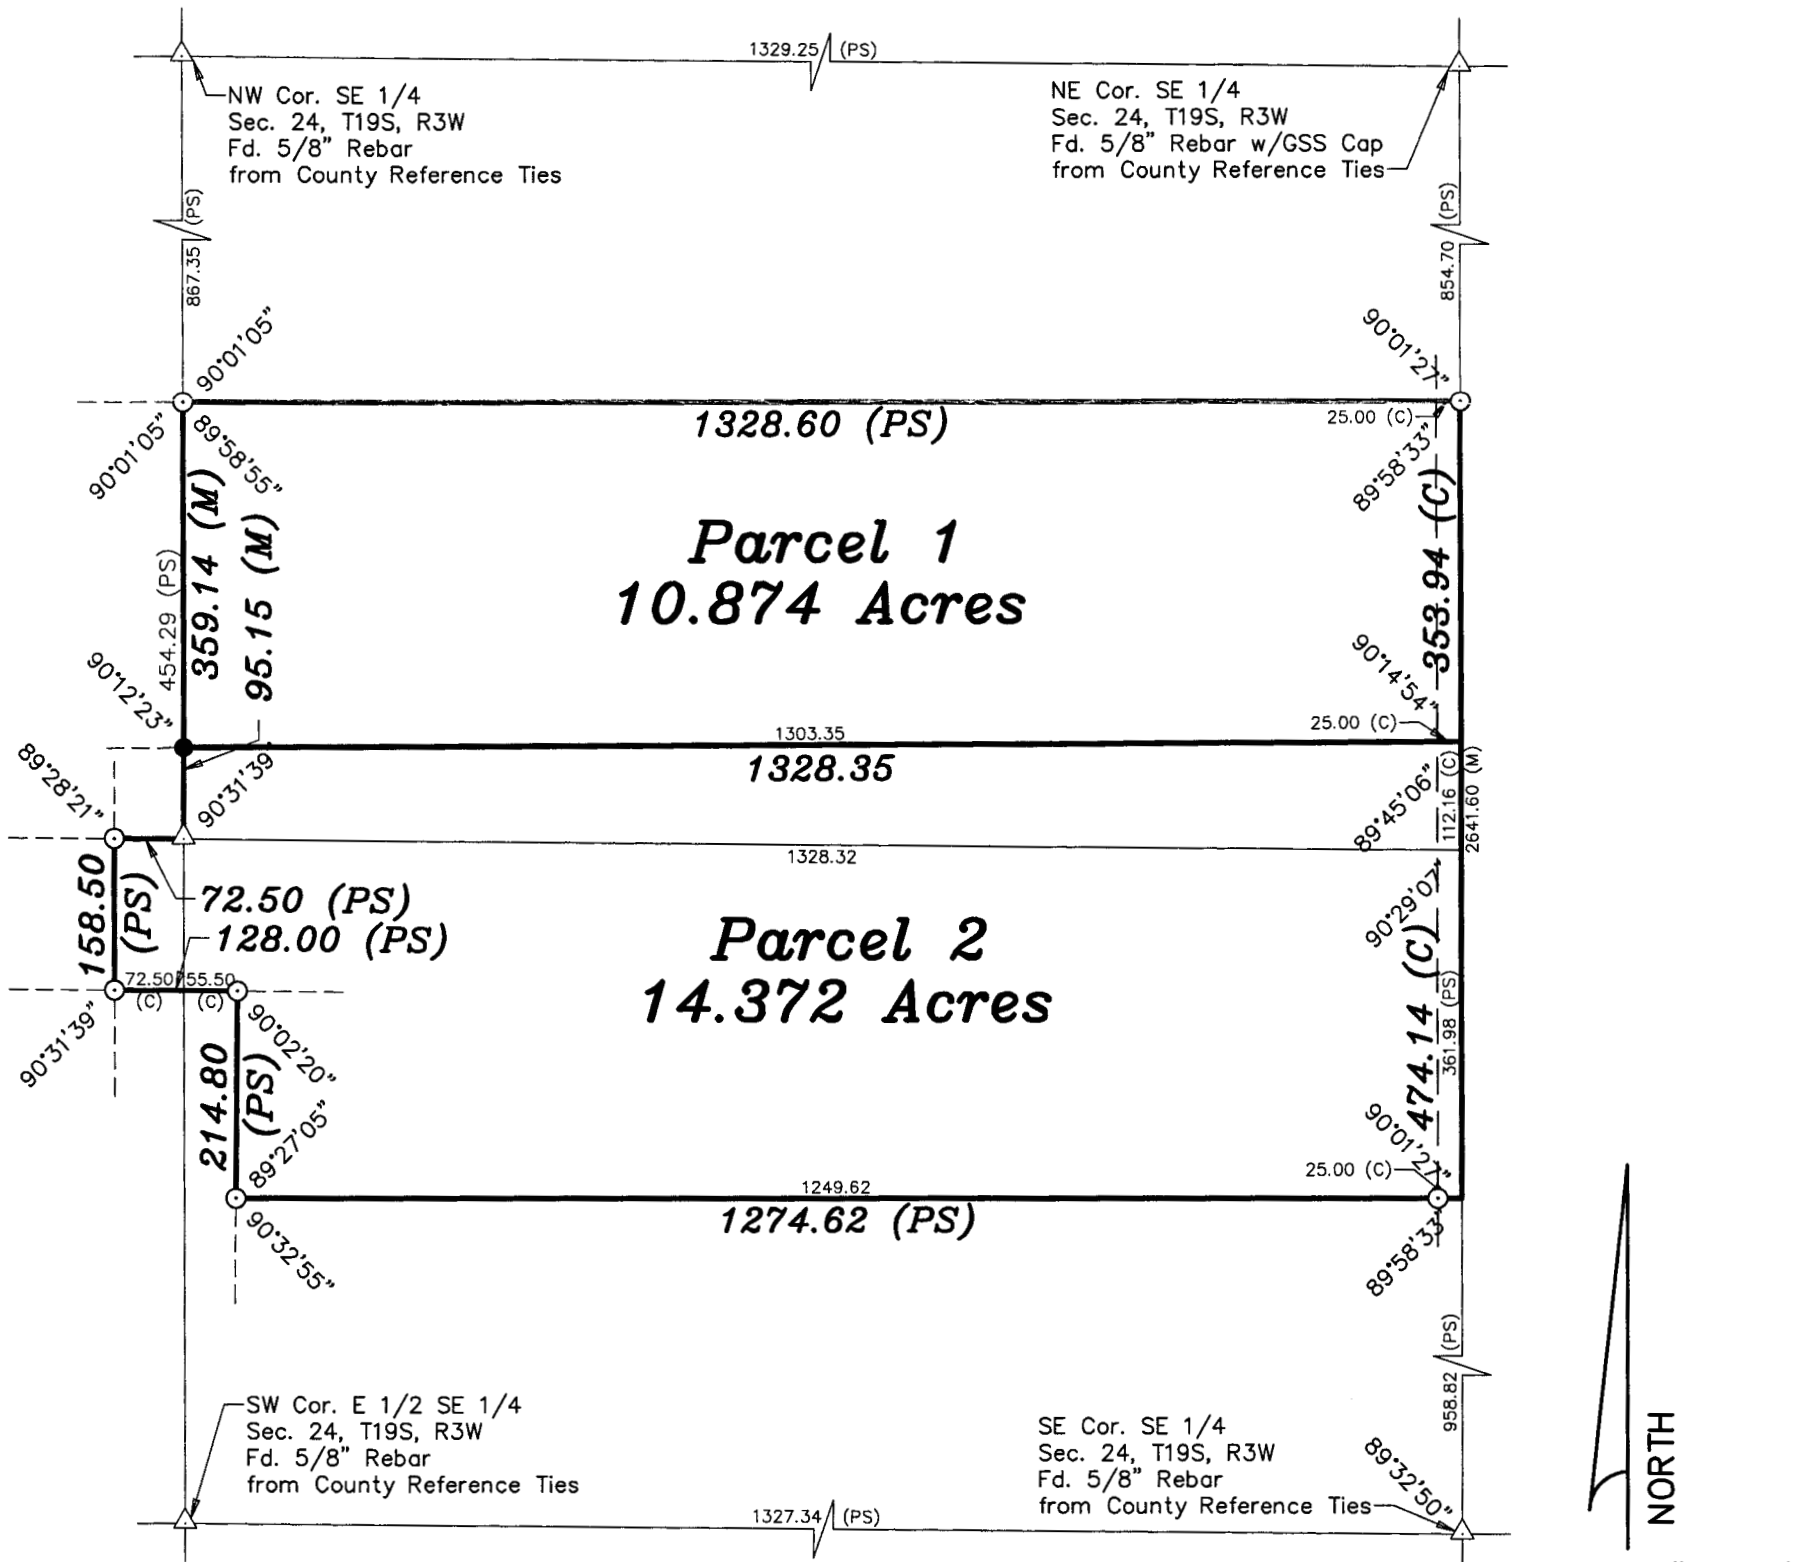 1329.25 (PS)
NW Cor. SE 1/4
Sec. 24, T19S, R3W
Fd. 5/8" Rebar
from County Reference Ties
NE Cor. SE 1/4
Sec. 24, T19S, R3W
Fd. 5/8" Rebar w/GSS Cap
from County Reference Ties
867.35 (PS)
854.70 (PS)
90°01'05"
90°01'27"
1328.60 (PS)
25.00 (C)
90°01'05"
89°58'55"
89°58'33"
454.29 (PS)
359.14 (M)
95.15 (M)
353.94 (C)
Parcel 1
10.874 Acres
90°12'23"
90°14'54"
1303.35
25.00 (C)
1328.35
89°28'21"
90°31'39"
89°45'06"
112.16 (C)
2641.60 (M)
1328.32
158.50
(PS)
72.50 (PS)
128.00 (PS)
90°29'07"
Parcel 2
14.372 Acres
474.14 (C)
361.98 (PS)
72.50
(C)
55.50
(C)
90°31'39"
90°02'20"
214.80
(PS)
89°27'05"
90°01'27"
25.00 (C)
1249.62
1274.62 (PS)
90°32'55"
89°58'33"
958.82 (PS)
SW Cor. E 1/2 SE 1/4
Sec. 24, T19S, R3W
Fd. 5/8" Rebar
from County Reference Ties
SE Cor. SE 1/4
Sec. 24, T19S, R3W
Fd. 5/8" Rebar
from County Reference Ties
89°32'50"
1327.34 (PS)
NORTH